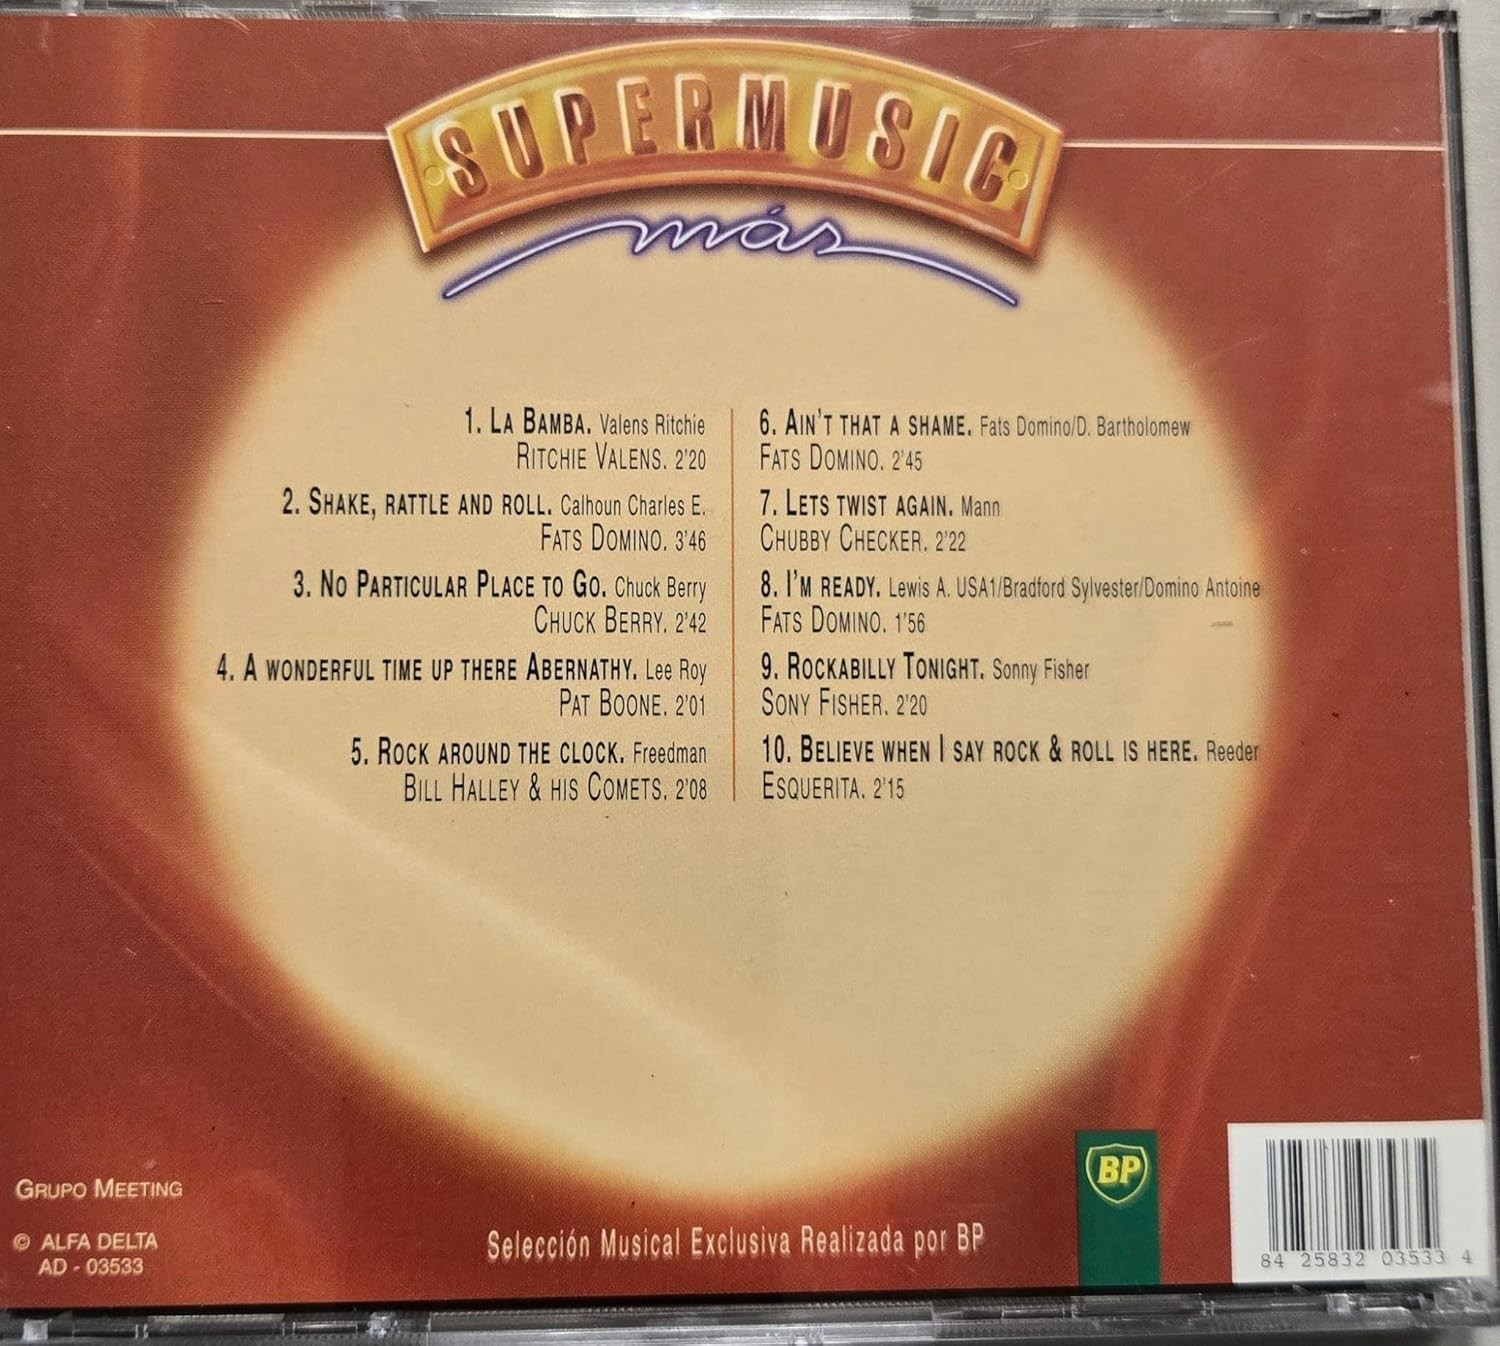 SUPERMUSIC
más
1. LA BAMBA. Valens Ritchie
RITCHIE VALENS. 2'20
2. SHAKE, RATTLE AND ROLL. Calhoun Charles E.
FATS DOMINO. 3'46
3. NO PARTICULAR PLACE TO GO. Chuck Berry
CHUCK BERRY. 2'42
4. A WONDERFUL TIME UP THERE ABERNATHY. Lee Roy
PAT BOONE. 2'01
5. ROCK AROUND THE CLOCK. Freedman
BILL HALLEY & HIS COMETS. 2'08
6. AIN'T THAT A SHAME. Fats Domino/D. Bartholomew
FATS DOMINO. 2'45
7. LETS TWIST AGAIN. Mann
CHUBBY CHECKER. 2'22
8. I'M READY. Lewis A. USA1/Bradford Sylvester/Domino Antoine
FATS DOMINO. 1'56
9. ROCKABILLY TONIGHT. Sonny Fisher
SONY FISHER. 2'20
10. BELIEVE WHEN I SAY ROCK & ROLL IS HERE. Reeder
ESQUERITA. 2'15
GRUPO MEETING
© ALFA DELTA
AD - 03533
Selección Musical Exclusiva Realizada por BP
BP
84 25832 03533 4